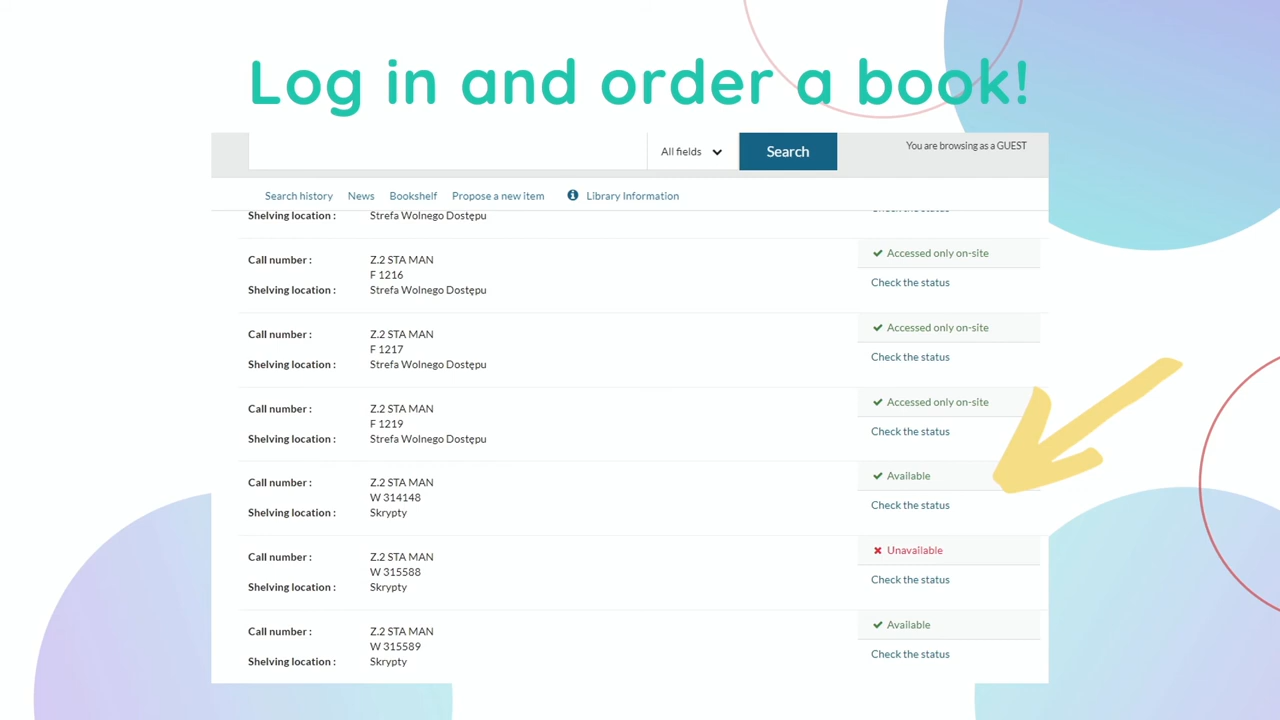 Log in and order a book!
All fields
Search
You are browsing as a GUEST
Search history News Bookshelf Propose a new item Library Information
Shelving location : Strefa Wolnego Dostępu
Check the status
Call number : Z.2 STA MAN
F 1216
Shelving location : Strefa Wolnego Dostępu
Accessed only on-site
Check the status
Call number : Z.2 STA MAN
F 1217
Shelving location : Strefa Wolnego Dostępu
Accessed only on-site
Check the status
Call number : Z.2 STA MAN
F 1219
Shelving location : Strefa Wolnego Dostępu
Accessed only on-site
Check the status
Call number : Z.2 STA MAN
W 314148
Shelving location : Skrypty
Available
Check the status
Call number : Z.2 STA MAN
W 315588
Shelving location : Skrypty
Unavailable
Check the status
Call number : Z.2 STA MAN
W 315589
Shelving location : Skrypty
Available
Check the status